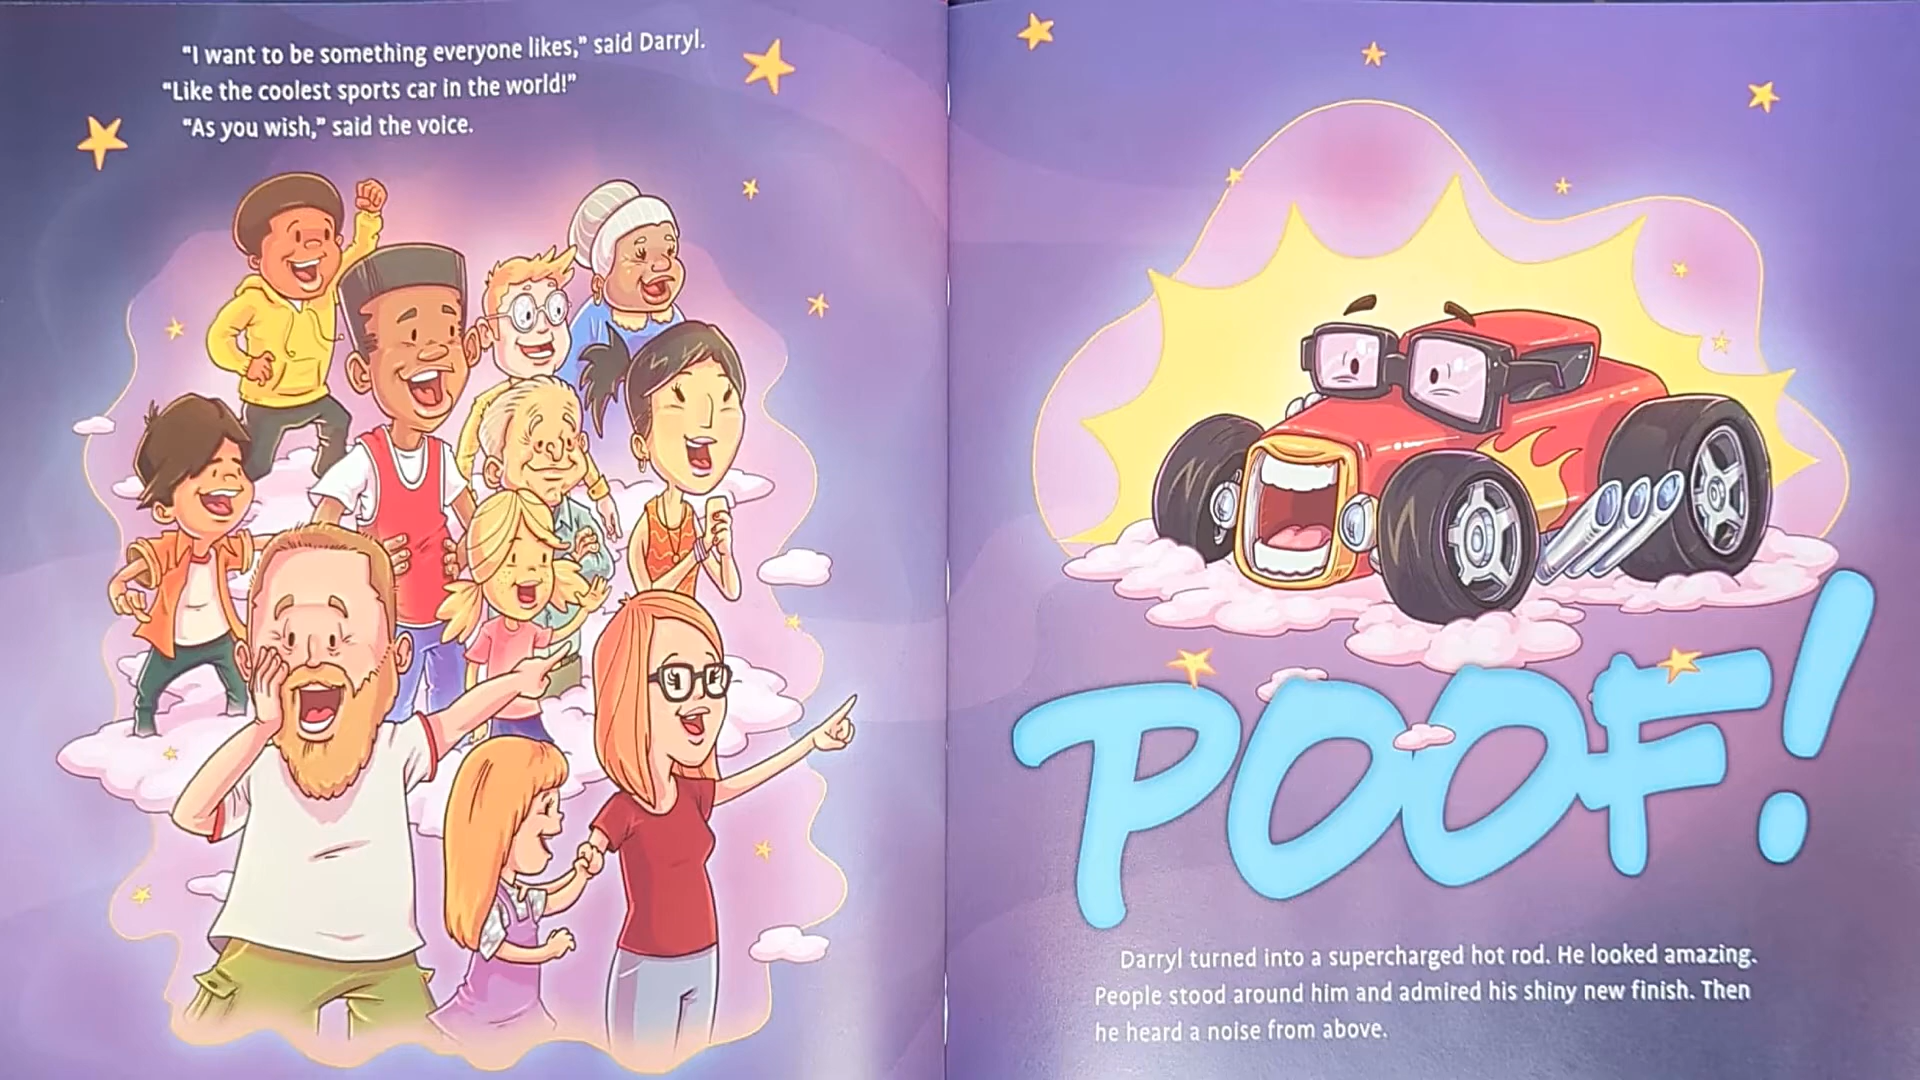 “I want to be something everyone likes,” said Darryl.
“Like the coolest sports car in the world!”
“As you wish,” said the voice.
POOF!
Darryl turned into a supercharged hot rod. He looked amazing.
People stood around him and admired his shiny new finish. Then
he heard a noise from above.